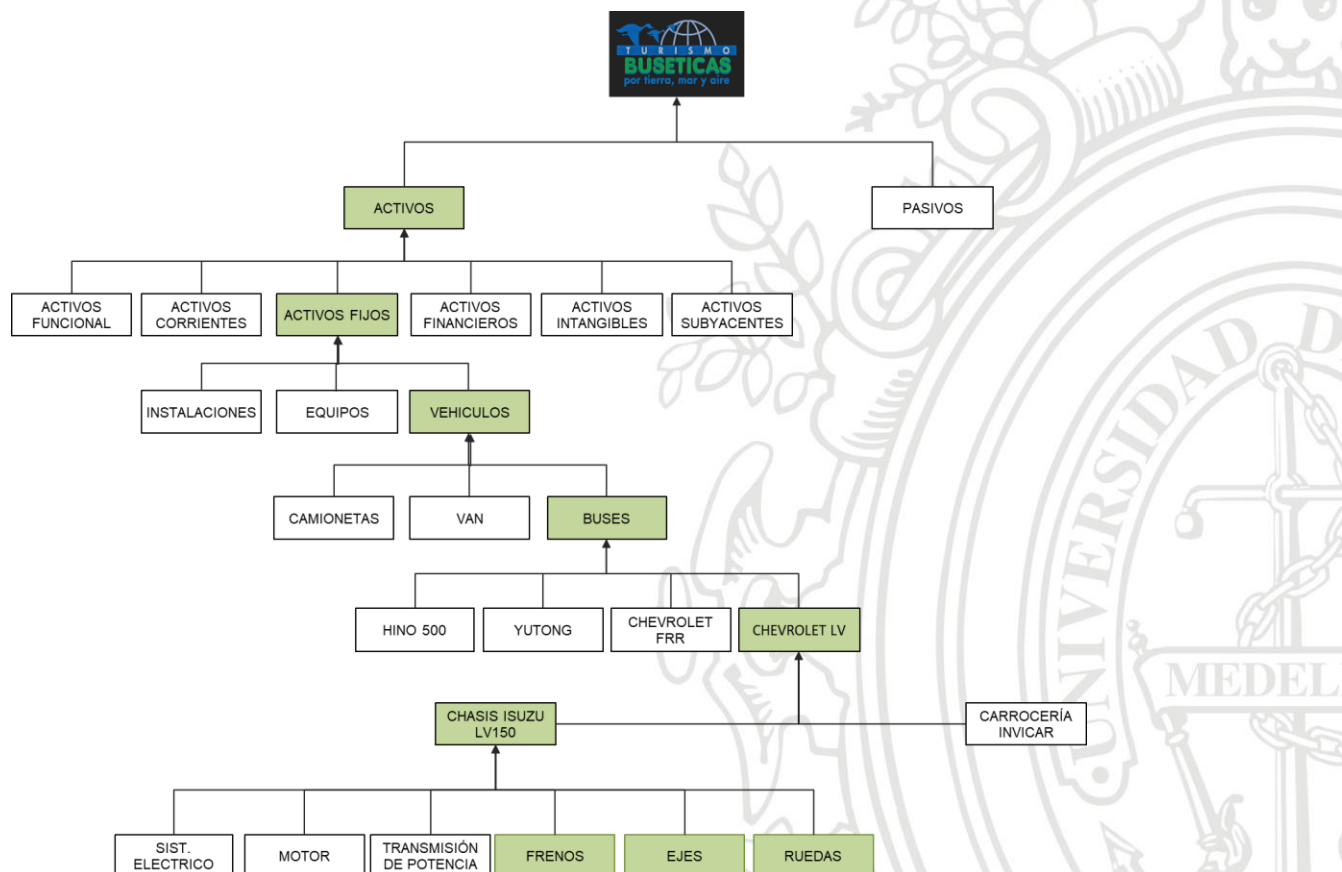 TURISMO
BUSETICAS
por tierra, mar y aire
ACTIVOS
PASIVOS
ACTIVOS
FUNCIONAL
ACTIVOS
CORRIENTES
ACTIVOS FIJOS
ACTIVOS
FINANCIEROS
ACTIVOS
INTANGIBLES
ACTIVOS
SUBYACENTES
INSTALACIONES
EQUIPOS
VEHICULOS
CAMIONETAS
VAN
BUSES
HINO 500
YUTONG
CHEVROLET
FRR
CHEVROLET LV
CHASIS ISUZU
LV150
CARROCERÍA
INVICAR
SIST.
ELECTRICO
MOTOR
TRANSMISIÓN
DE POTENCIA
FRENOS
EJES
RUEDAS
UNIVERSIDAD D
MEDEL